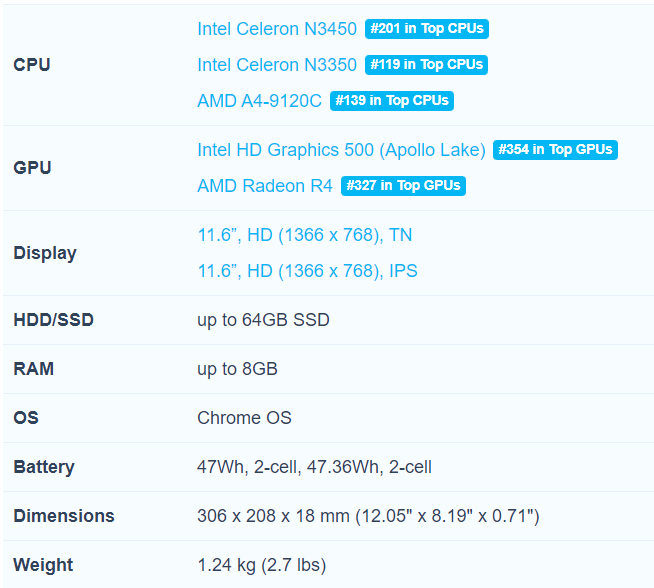 CPU
Intel Celeron N3450 #201 in Top CPUs
Intel Celeron N3350 #119 in Top CPUs
AMD A4-9120C #139 in Top CPUs
GPU
Intel HD Graphics 500 (Apollo Lake) #354 in Top GPUs
AMD Radeon R4 #327 in Top GPUs
Display
11.6”, HD (1366 x 768), TN
11.6”, HD (1366 x 768), IPS
HDD/SSD up to 64GB SSD
RAM up to 8GB
OS Chrome OS
Battery 47Wh, 2-cell, 47.36Wh, 2-cell
Dimensions 306 x 208 x 18 mm (12.05" x 8.19" x 0.71")
Weight 1.24 kg (2.7 lbs)